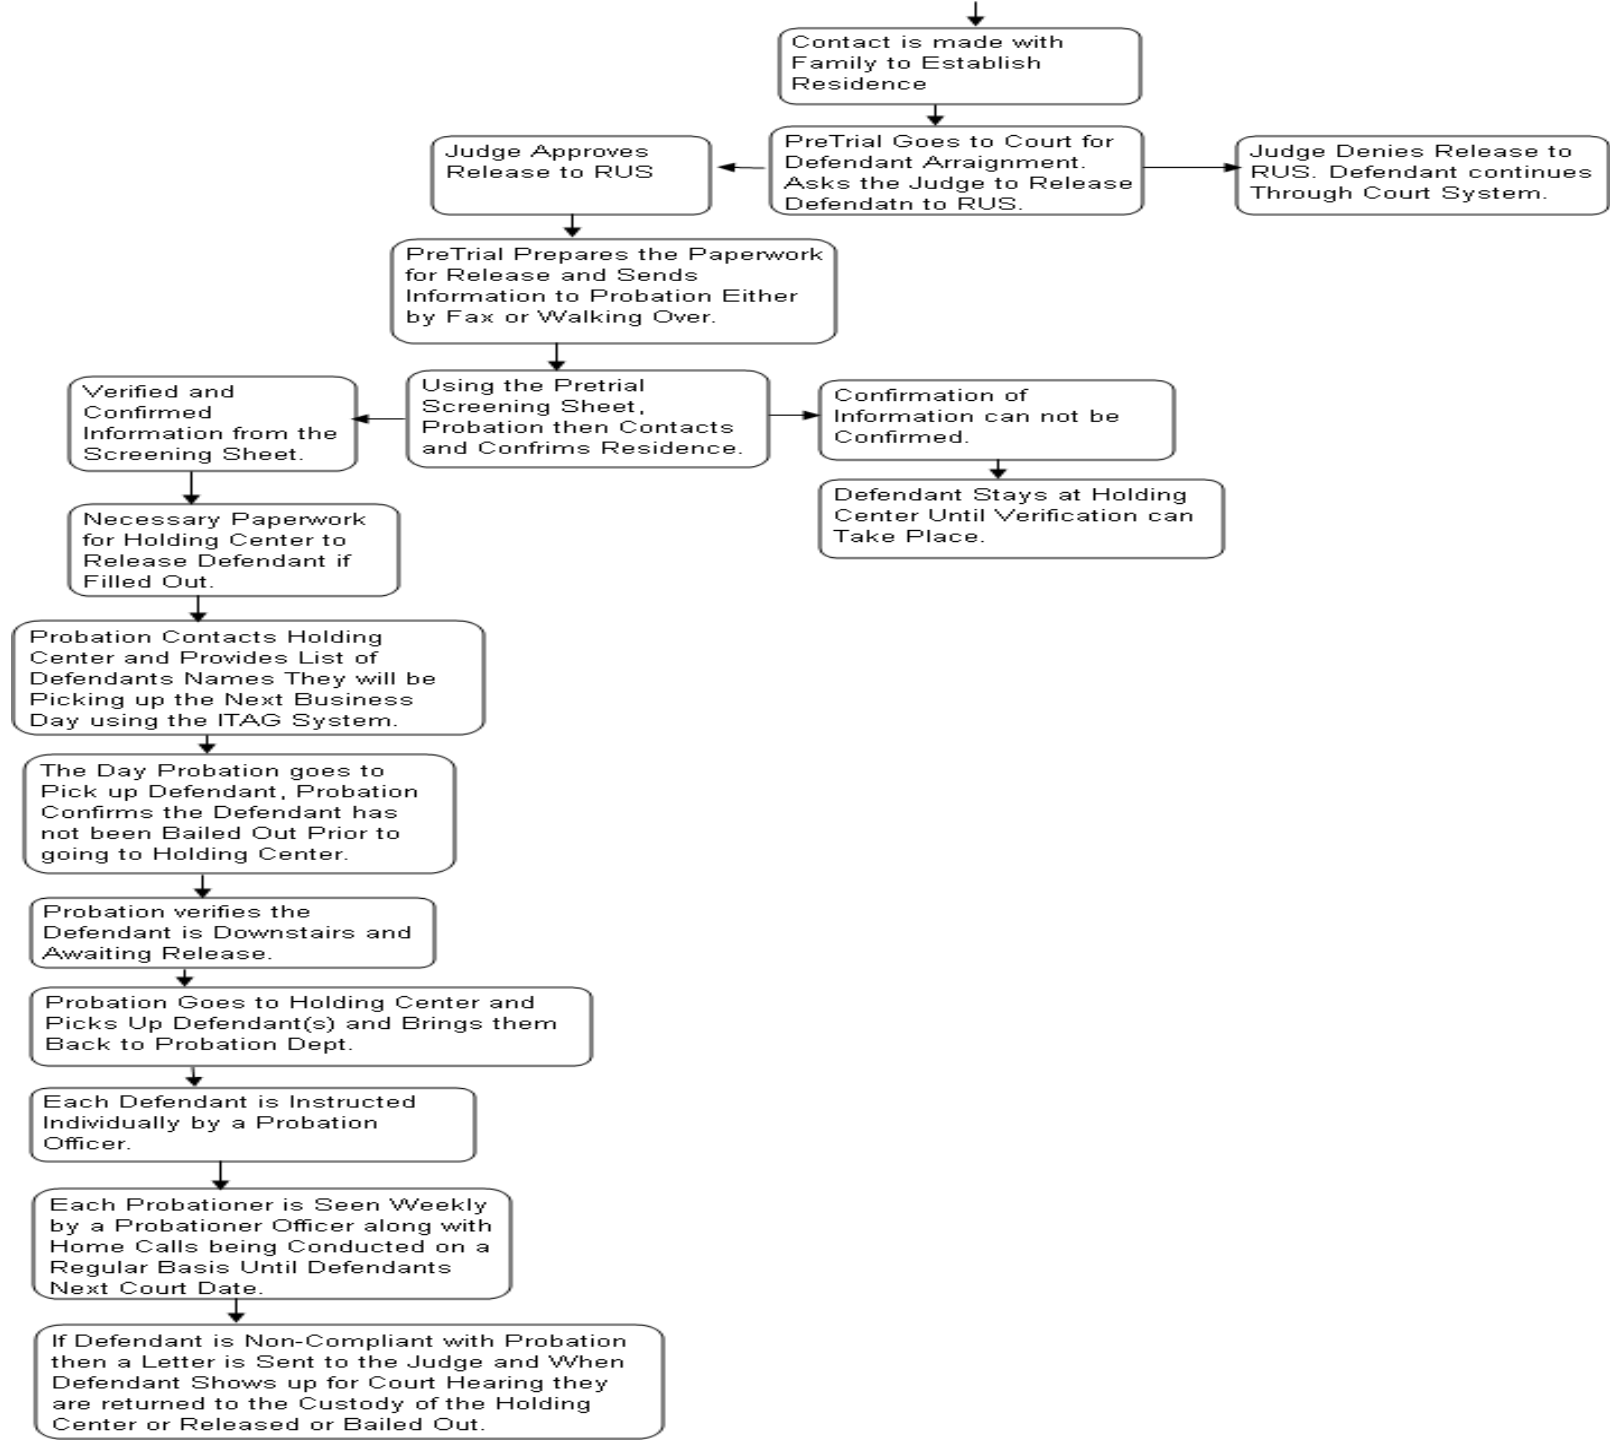 Contact is made with
Family to Establish
Residence
Judge Approves
Release to RUS
PreTrial Goes to Court for
Defendant Arraignment.
Asks the Judge to Release
Defendatn to RUS.
Judge Denies Release to
RUS. Defendant continues
Through Court System.
PreTrial Prepares the Paperwork
for Release and Sends
Information to Probation Either
by Fax or Walking Over.
Verified and
Confirmed
Information from the
Screening Sheet.
Using the Pretrial
Screening Sheet,
Probation then Contacts
and Confrims Residence.
Confirmation of
Information can not be
Confirmed.
Defendant Stays at Holding
Center Until Verification can
Take Place.
Necessary Paperwork
for Holding Center to
Release Defendant if
Filled Out.
Probation Contacts Holding
Center and Provides List of
Defendants Names They will be
Picking up the Next Business
Day using the ITAG System.
The Day Probation goes to
Pick up Defendant, Probation
Confirms the Defendant has
not been Bailed Out Prior to
going to Holding Center.
Probation verifies the
Defendant is Downstairs and
Awaiting Release.
Probation Goes to Holding Center and
Picks Up Defendant(s) and Brings them
Back to Probation Dept.
Each Defendant is Instructed
Individually by a Probation
Officer.
Each Probationer is Seen Weekly
by a Probationer Officer along with
Home Calls being Conducted on a
Regular Basis Until Defendants
Next Court Date.
If Defendant is Non-Compliant with Probation
then a Letter is Sent to the Judge and When
Defendant Shows up for Court Hearing they
are returned to the Custody of the Holding
Center or Released or Bailed Out.